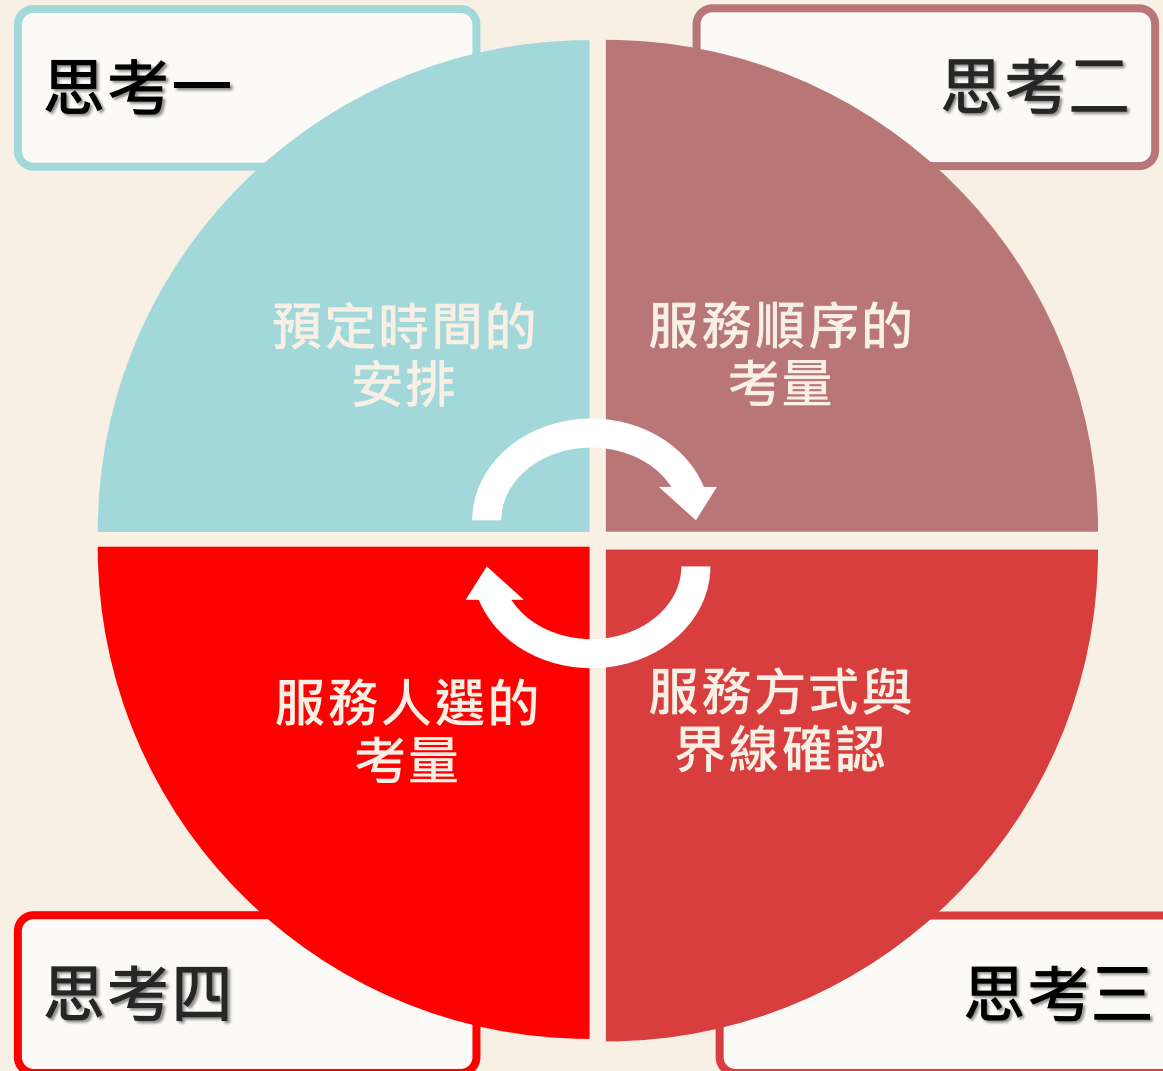 思考一
預定時間的
安排
思考二
服務順序的
考量
思考三
服務方式與
界線確認
思考四
服務人選的
考量